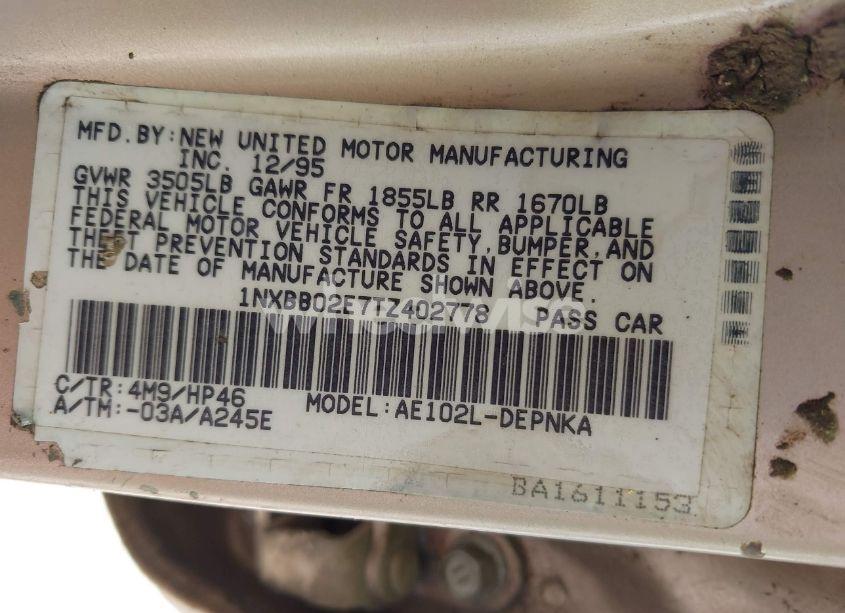 MFD.BY:NEW UNITED MOTOR MANUFACTURING
INC. 12/95
GVWR 3505LB GAWR FR 1855LB RR 1670LB
THIS VEHICLE CONFORMS TO ALL APPLICABLE
FEDERAL MOTOR VEHICLE SAFETY,BUMPER,AND
THEFT PREVENTION STANDARDS IN EFFECT ON
THE DATE OF MANUFACTURE SHOWN ABOVE.
1NXBB02E7TZ402778 PASS CAR
C/TR:4M9/HP46
A/TM:-03A/A245E MODEL:AE102L-DEPNKA
BA1611153